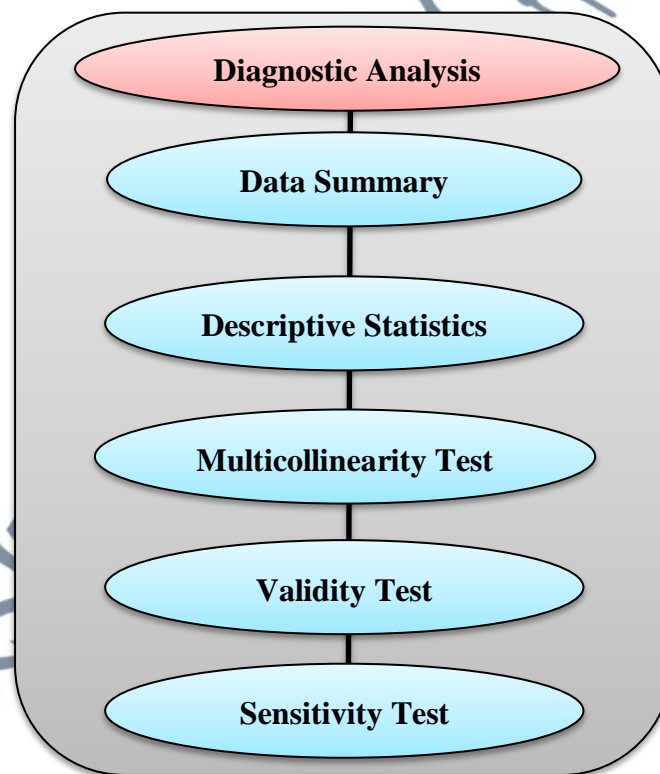 Diagnostic Analysis
Data Summary
Descriptive Statistics
Multicollinearity Test
Validity Test
Sensitivity Test